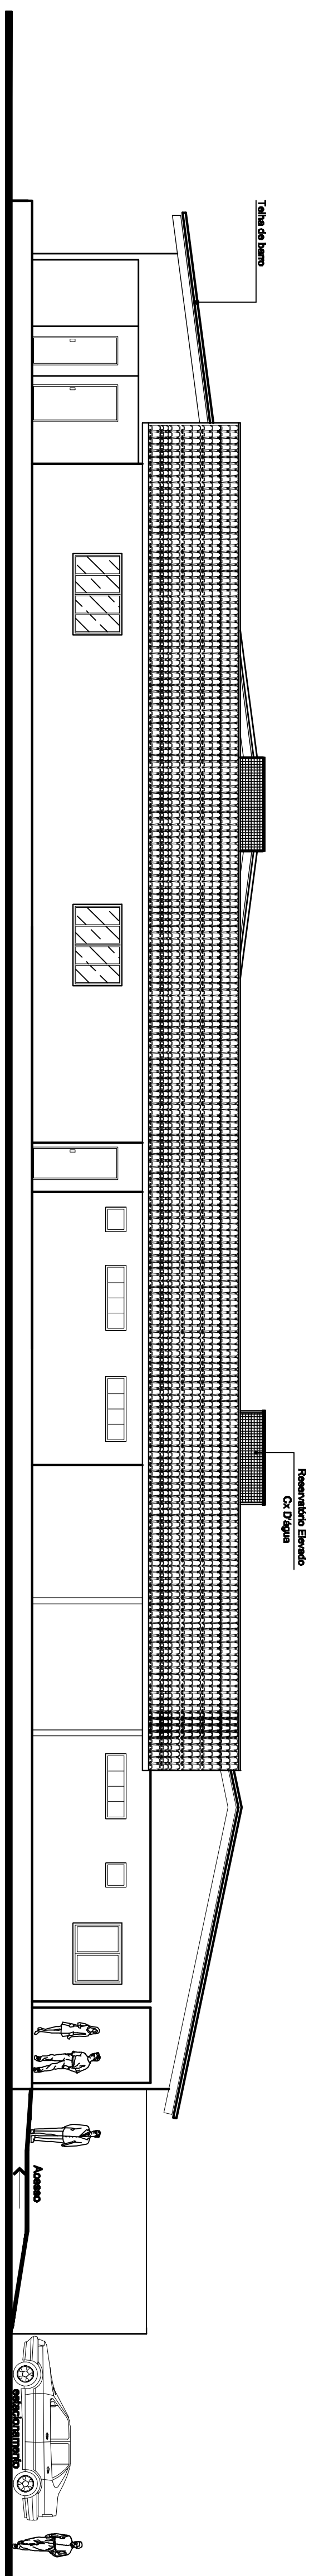 Telha de barro
Reservatório Elevado
Cx D'água
Acesso
estacionamento